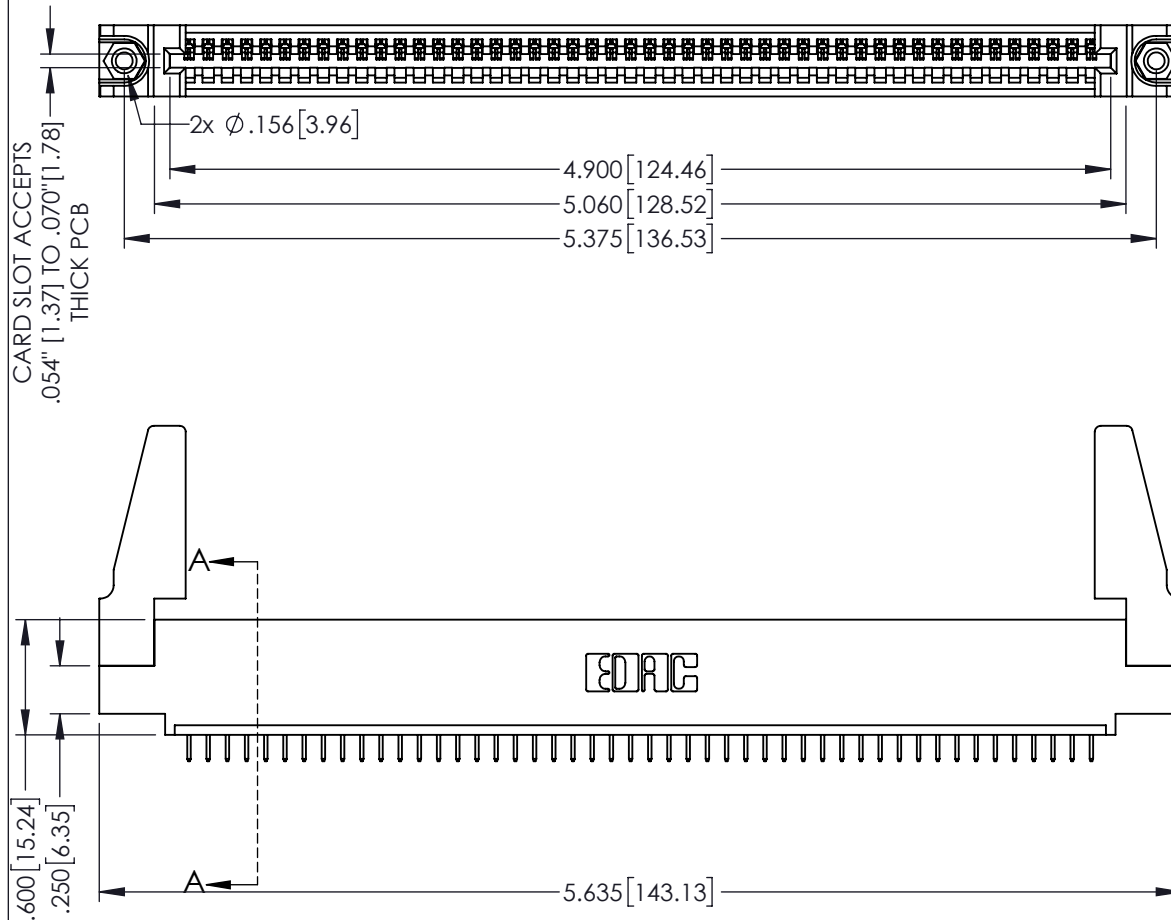 2x Ø.156[3.96]
4.900[124.46]
5.060[128.52]
5.375[136.53]
CARD SLOT ACCEPTS
.054" [1.37] TO .070"[1.78]
THICK PCB
A
EDAC
.600[15.24]
.250[6.35]
A
5.635[143.13]